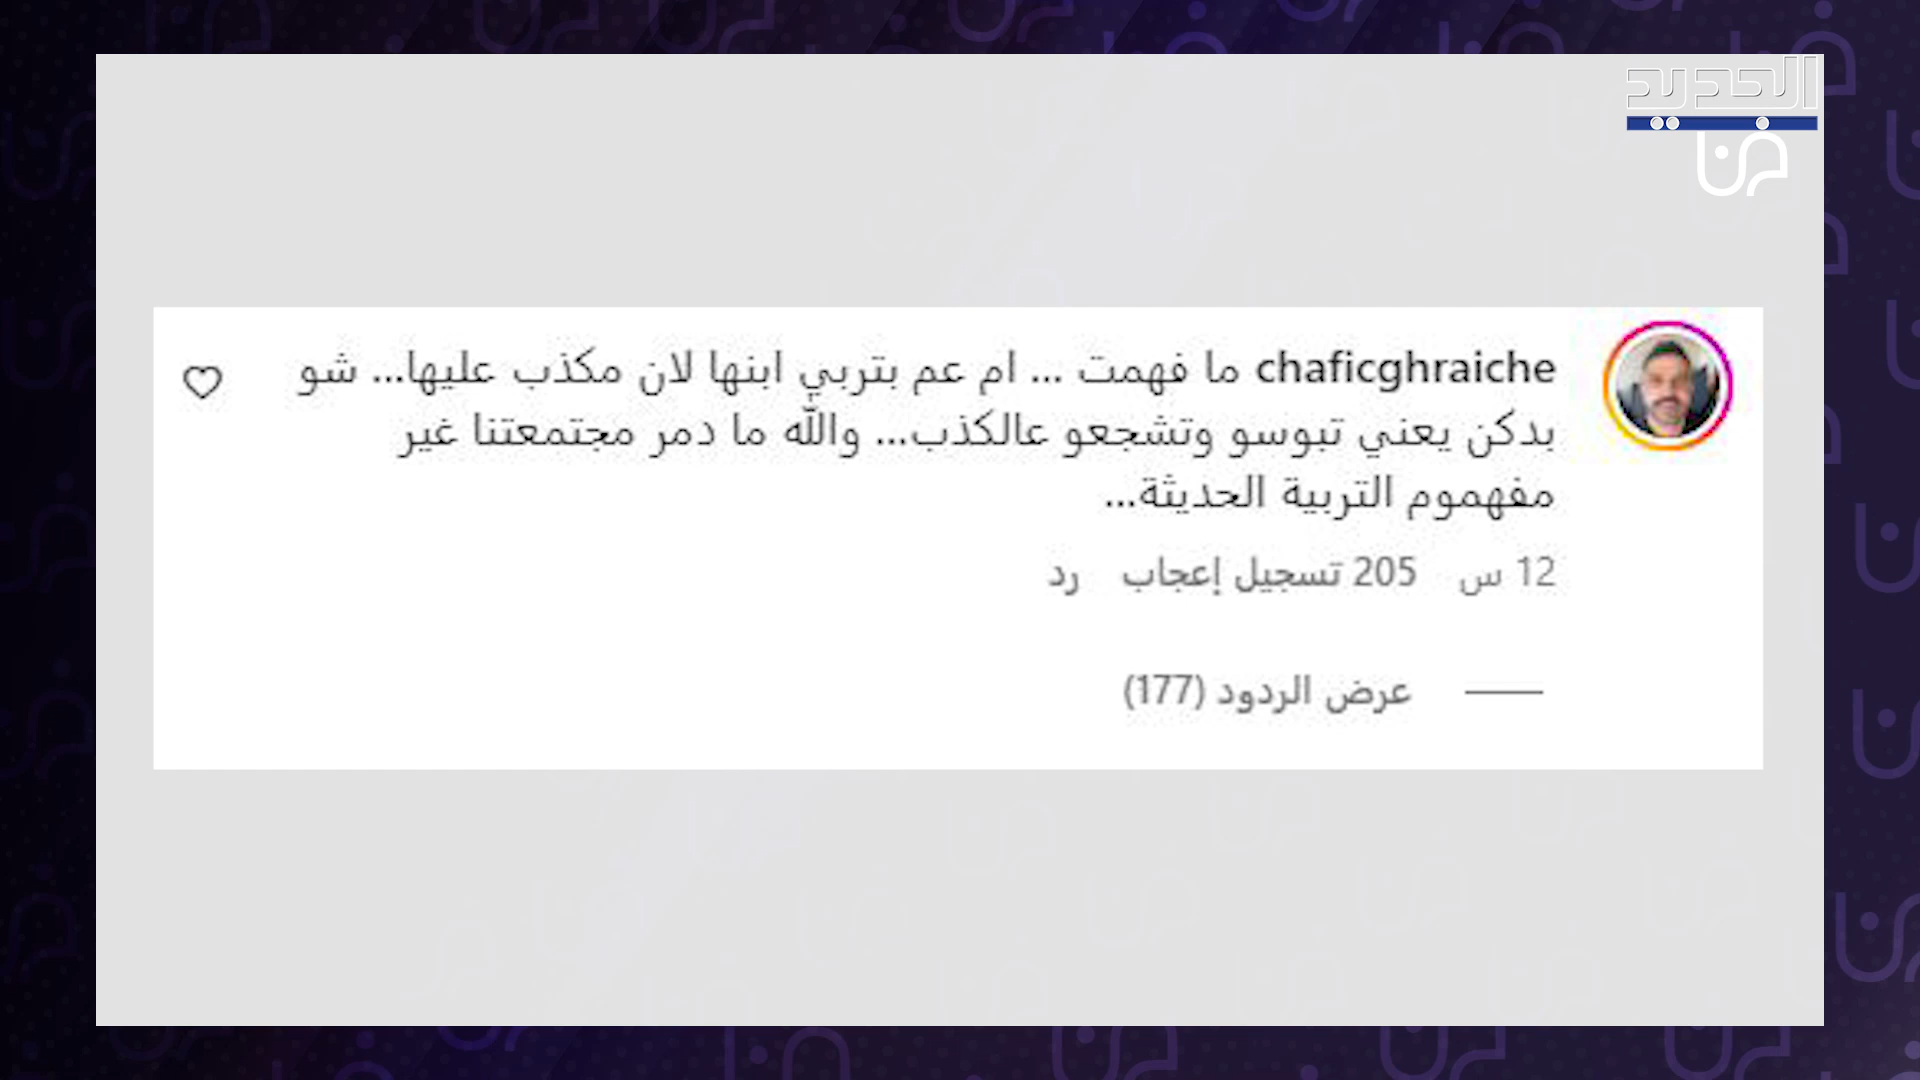 الجديد
فن
chaficghraiche ما فهمت ... ام عم بتربي ابنها لان مكذب عليها... شو
بدكن يعني تبوسو وتشجعو عالكذب... والله ما دمر مجتمعتنا غير
مفهموم التربية الحديثة...
12 س 205 تسجيل إعجاب رد
عرض الردود (177)